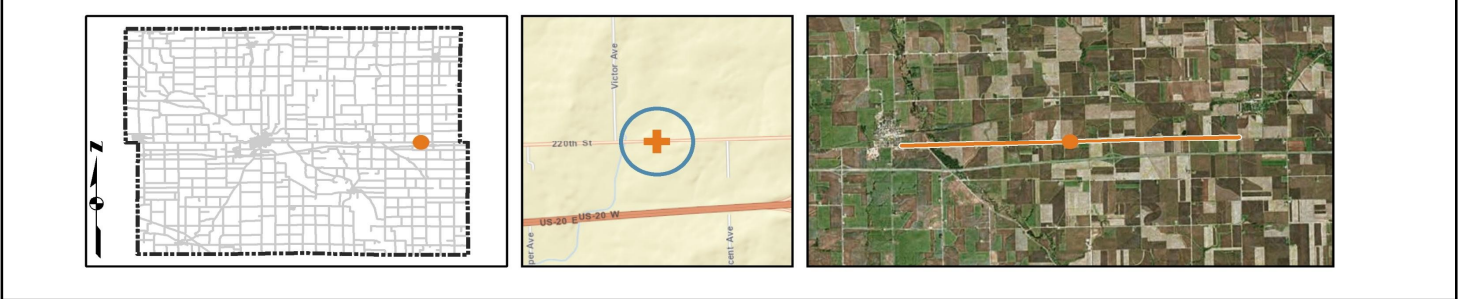 N
Victor Ave
220th St
US-20 E
US-20 W
per Ave
cent Ave